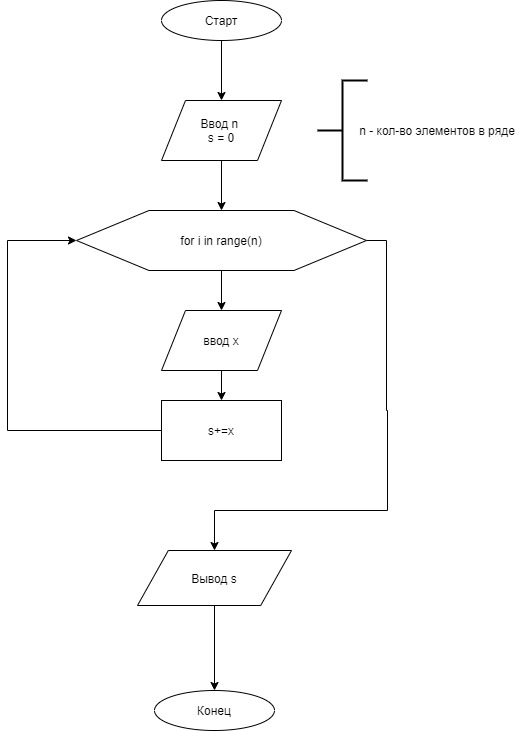 Старт
Ввод n
s = 0
n - кол-во элементов в ряде
for i in range(n)
ввод x
s+=x
Вывод s
Конец